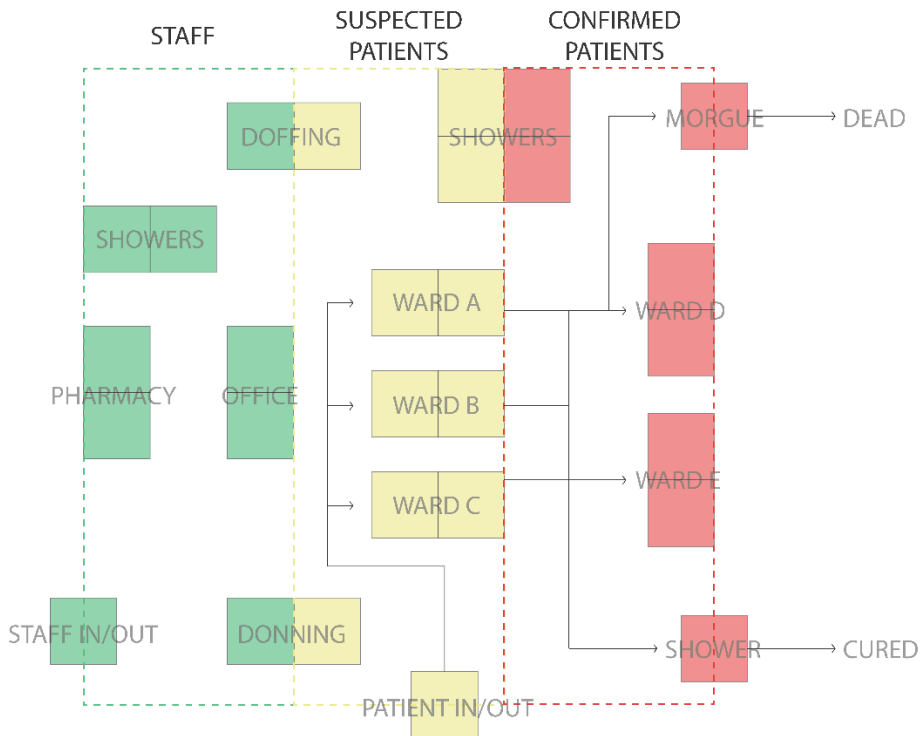 STAFF
SUSPECTED
PATIENTS
CONFIRMED
PATIENTS
DOFFING
SHOWERS
MORGUE
DEAD
SHOWERS
WARD A
WARD D
PHARMACY
OFFICE
WARD B
WARD C
WARD E
STAFF IN/OUT
DONNING
SHOWER
CURED
PATIENT IN/OUT